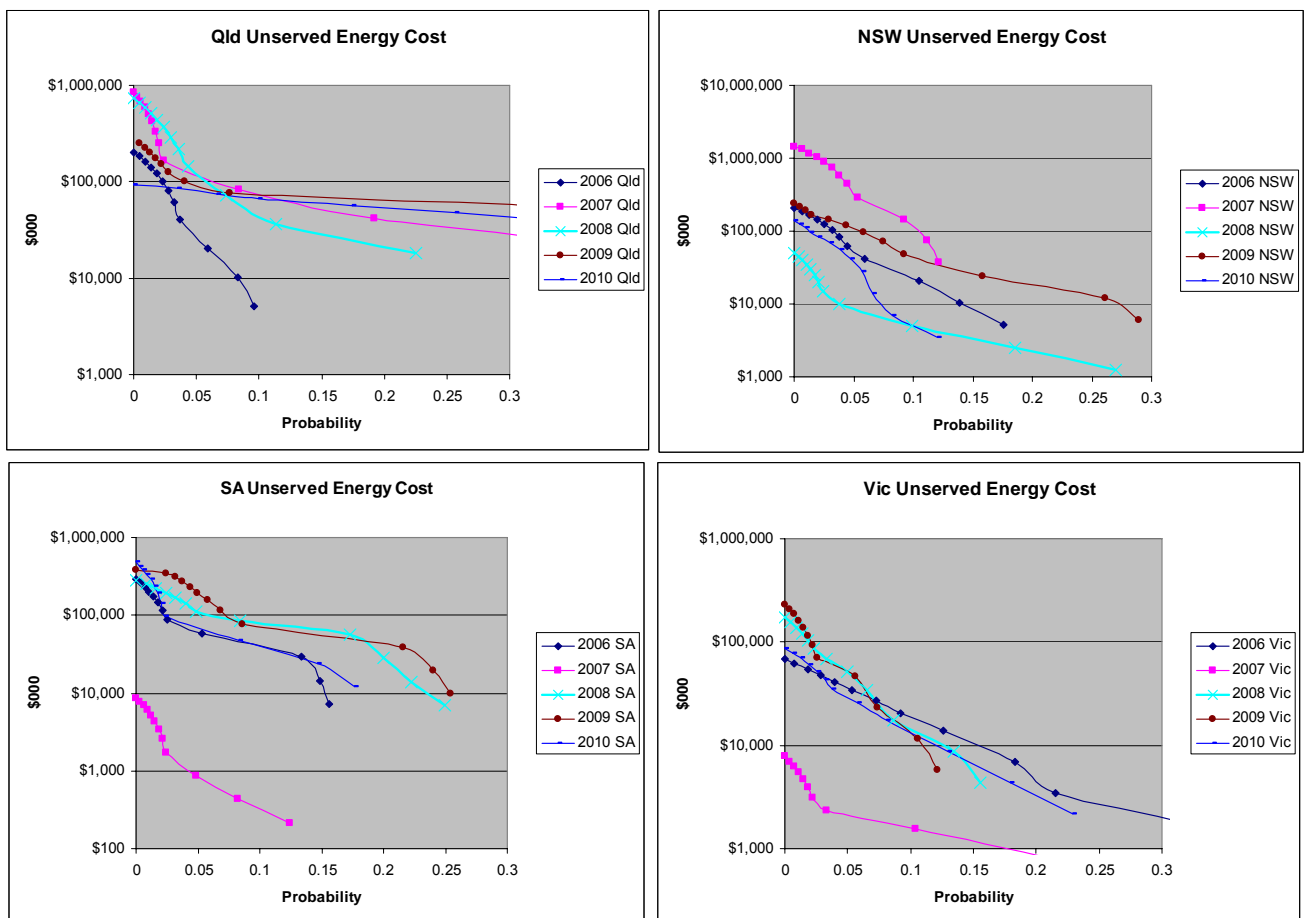 Qld Unserved Energy Cost
$1,000,000
$100,000
$10,000
$1,000
$000
0 0.05 0.1 0.15 0.2 0.25 0.3
Probability
2006 Qld
2007 Qld
2008 Qld
2009 Qld
2010 Qld
NSW Unserved Energy Cost
$10,000,000
$1,000,000
$100,000
$10,000
$1,000
$000
0 0.05 0.1 0.15 0.2 0.25 0.3
Probability
2006 NSW
2007 NSW
2008 NSW
2009 NSW
2010 NSW
SA Unserved Energy Cost
$1,000,000
$100,000
$10,000
$1,000
$100
$000
0 0.05 0.1 0.15 0.2 0.25 0.3
Probability
2006 SA
2007 SA
2008 SA
2009 SA
2010 SA
Vic Unserved Energy Cost
$1,000,000
$100,000
$10,000
$1,000
$000
0 0.05 0.1 0.15 0.2 0.25 0.3
Probability
2006 Vic
2007 Vic
2008 Vic
2009 Vic
2010 Vic